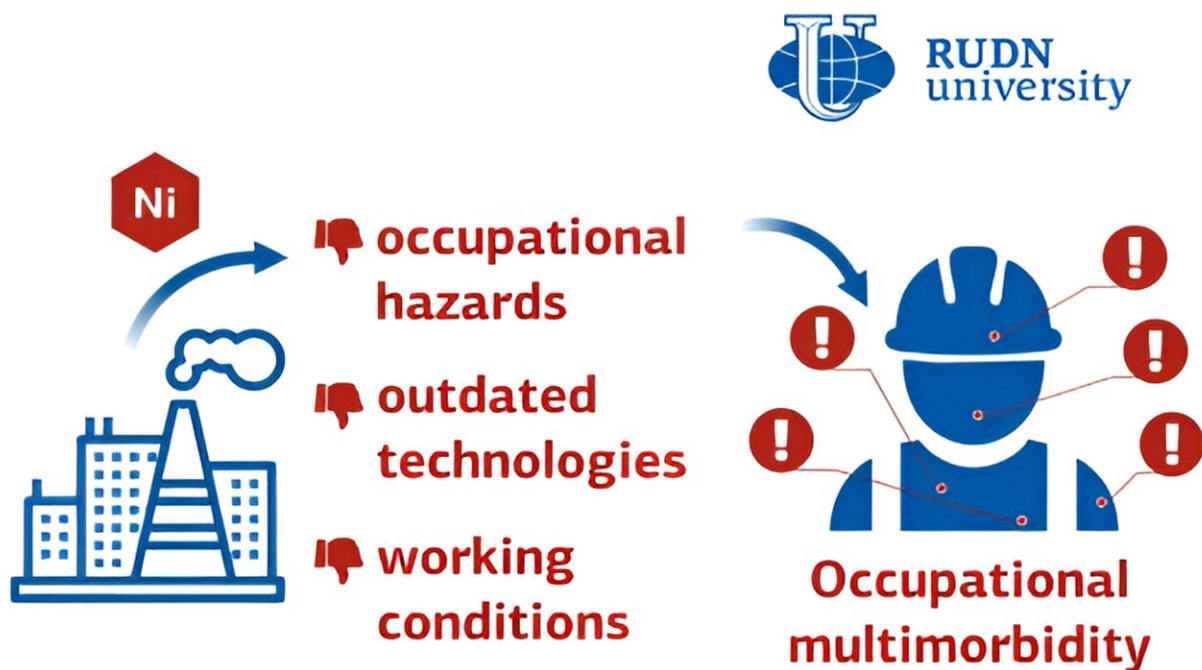 RUDN
university
Ni
occupational
hazards
outdated
technologies
working
conditions
!
!
!
!
!
Occupational
multimorbidity